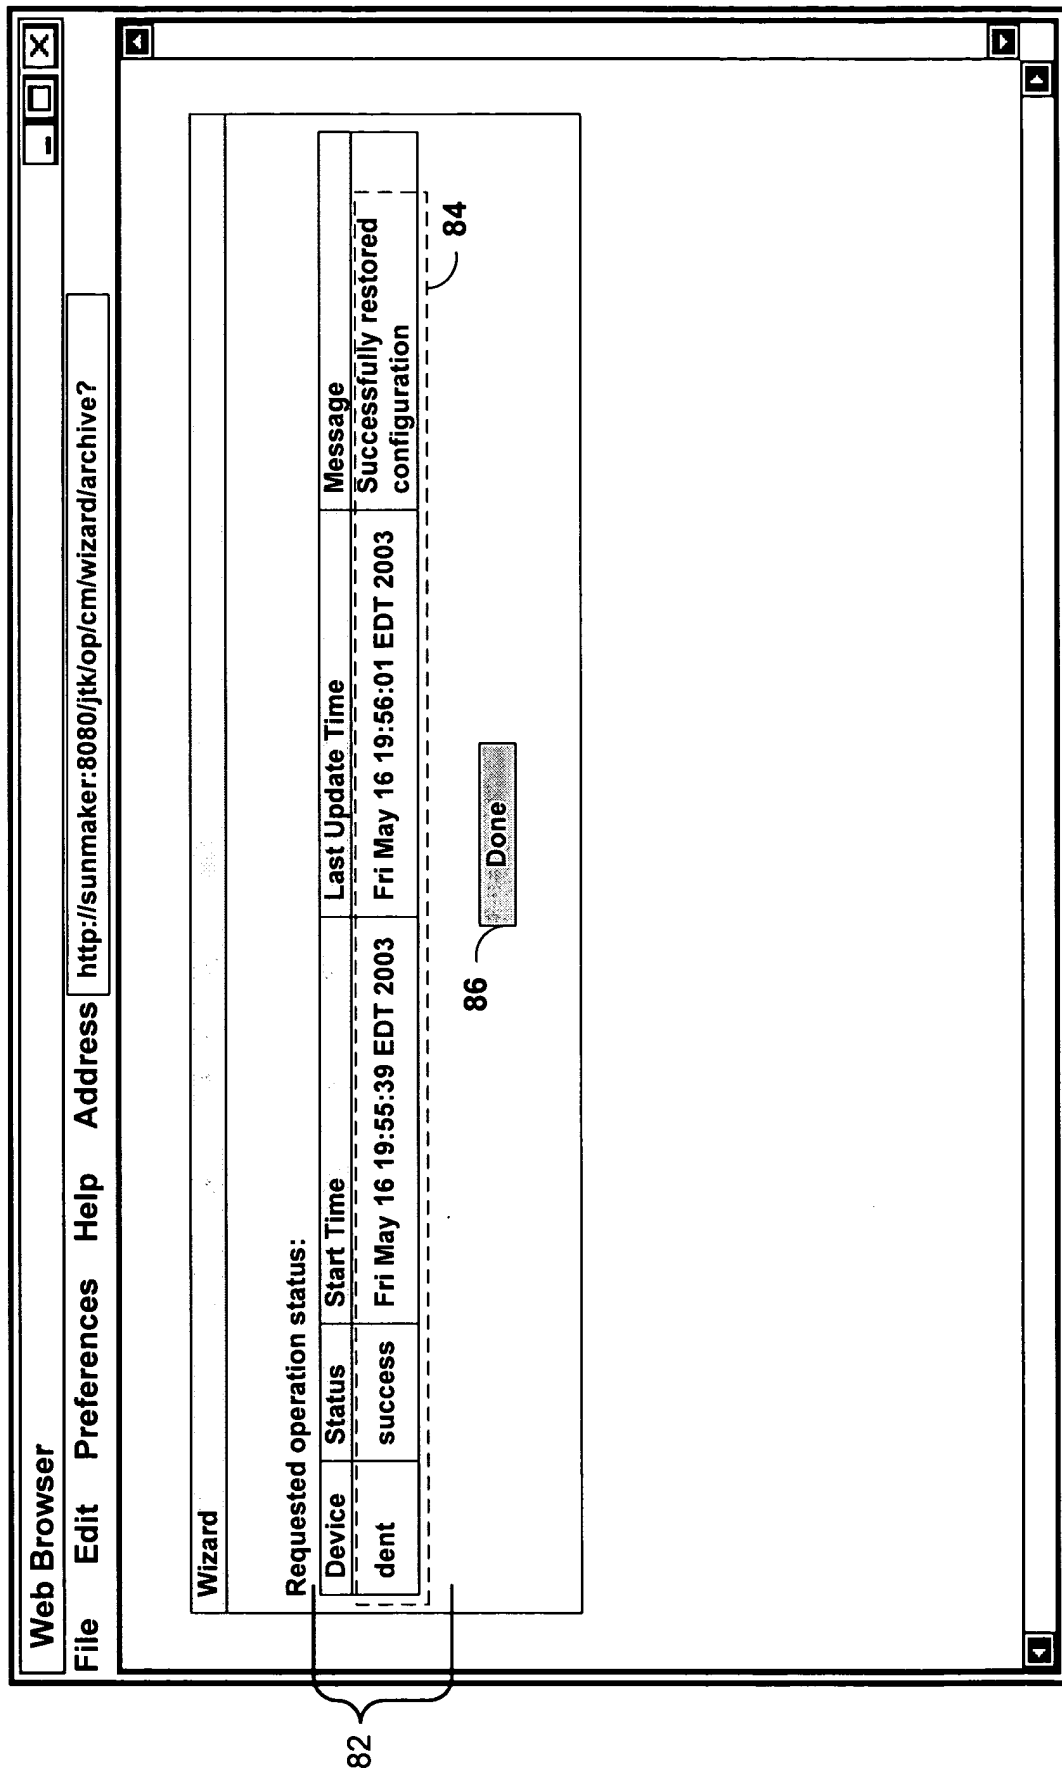 Web Browser
File Edit Preferences Help Address http://sunmaker:8080/jtk/op/cm/wizard/archive?
Wizard
Requested operation status:
Device Status Start Time Last Update Time Message
dent success Fri May 16 19:55:39 EDT 2003 Fri May 16 19:56:01 EDT 2003 Successfully restored
configuration
82
84
86
Done